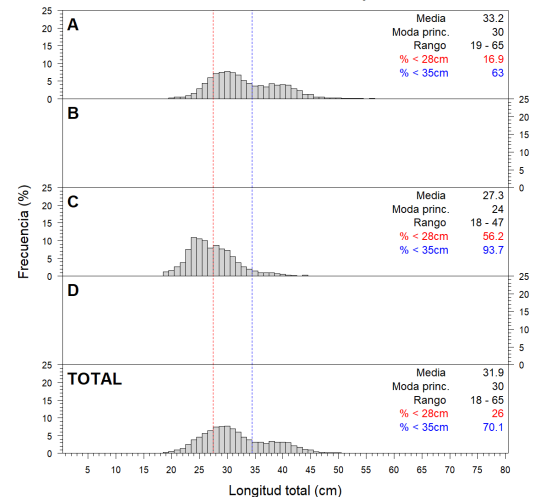 25
20
15
10
5
0
A
Media 33.2
Moda princ. 30
Rango 19 - 65
% < 28cm 16.9
% < 35cm 63
B
25
20
15
10
5
0
25
20
15
10
5
0
C
Media 27.3
Moda princ. 24
Rango 18 - 47
% < 28cm 56.2
% < 35cm 93.7
D
25
20
15
10
5
0
25
20
15
10
5
0
TOTAL
Media 31.9
Moda princ. 30
Rango 18 - 65
% < 28cm 26
% < 35cm 70.1
Frecuencia (%)
5 10 15 20 25 30 35 40 45 50 55 60 65 70 75 80
Longitud total (cm)